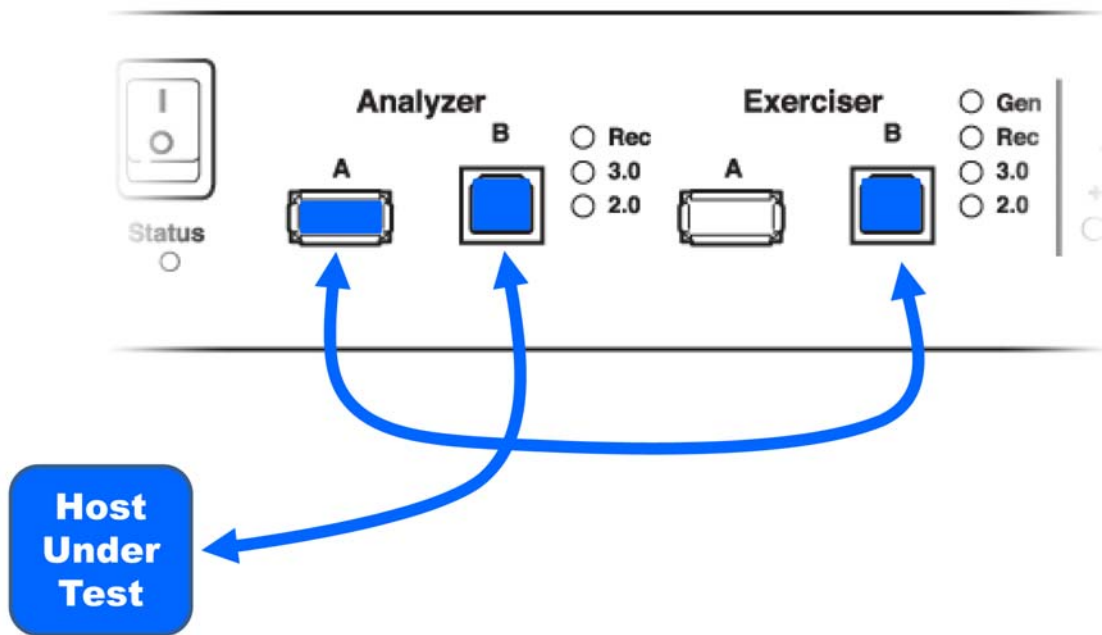 Analyzer
Exerciser
A
B
Rec
3.0
2.0
A
B
Gen
Rec
3.0
2.0
Status
Host
Under
Test